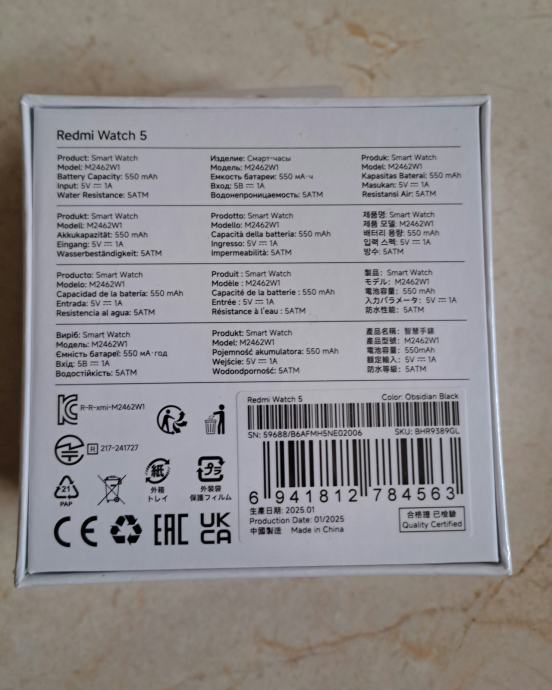 Redmi Watch 5
Product: Smart Watch
Model: M2462W1
Battery Capacity: 550 mAh
Input: 5V ⎓ 1A
Water Resistance: 5ATM
Изделие: Смарт-часы
Модель: M2462W1
Емкость батареи: 550 мА·ч
Вход: 5В ⎓ 1A
Водонепроницаемость: 5ATM
Produk: Smart Watch
Model: M2462W1
Kapasitas Baterai: 550 mAh
Masukan: 5V ⎓ 1A
Resistansi Air: 5ATM
Produkt: Smart Watch
Modell: M2462W1
Akkukapazität: 550 mAh
Eingang: 5V ⎓ 1A
Wasserbeständigkeit: 5ATM
Prodotto: Smart Watch
Modello: M2462W1
Capacità della batteria: 550 mAh
Ingresso: 5V ⎓ 1A
Impermeabilità: 5ATM
제품명: Smart Watch
제품 모델: M2462W1
배터리 용량: 550 mAh
입력 스펙: 5V ⎓ 1A
방수: 5ATM
Producto: Smart Watch
Modelo: M2462W1
Capacidad de la batería: 550 mAh
Entrada: 5V ⎓ 1A
Resistencia al agua: 5ATM
Produit : Smart Watch
Modèle : M2462W1
Capacité de la batterie : 550 mAh
Entrée : 5V ⎓ 1A
Résistance à l'eau : 5ATM
製品: Smart Watch
モデル: M2462W1
電池容量: 550 mAh
入力パラメータ: 5V ⎓ 1A
防水性能: 5ATM
Виріб: Smart Watch
Модель: M2462W1
Ємність батареї: 550 мА·год
Вхід: 5В ⎓ 1A
Водостійкість: 5ATM
Produkt: Smart Watch
Model: M2462W1
Pojemność akumulatora: 550 mAh
Wejście: 5V ⎓ 1A
Wodoodporność: 5ATM
產品名稱: 智慧手錶
產品型號: M2462W1
電池容量: 550mAh
額定輸入: 5V ⎓ 1A
防水等級: 5ATM
R-R-xmi-M2462W1
R 217-241727
21
PAP
紙
外箱
トレイ
プラ
外装袋
保護フィルム
CE
EAC
UK
CA
Redmi Watch 5
Color: Obsidian Black
SN: 59688/B6AFMH5NE02006
SKU: BHR9389GL
6 941812 784563
生產日期: 2025.01
Production Date: 01/2025
中國製造 Made in China
合格證 已檢驗
Quality Certified